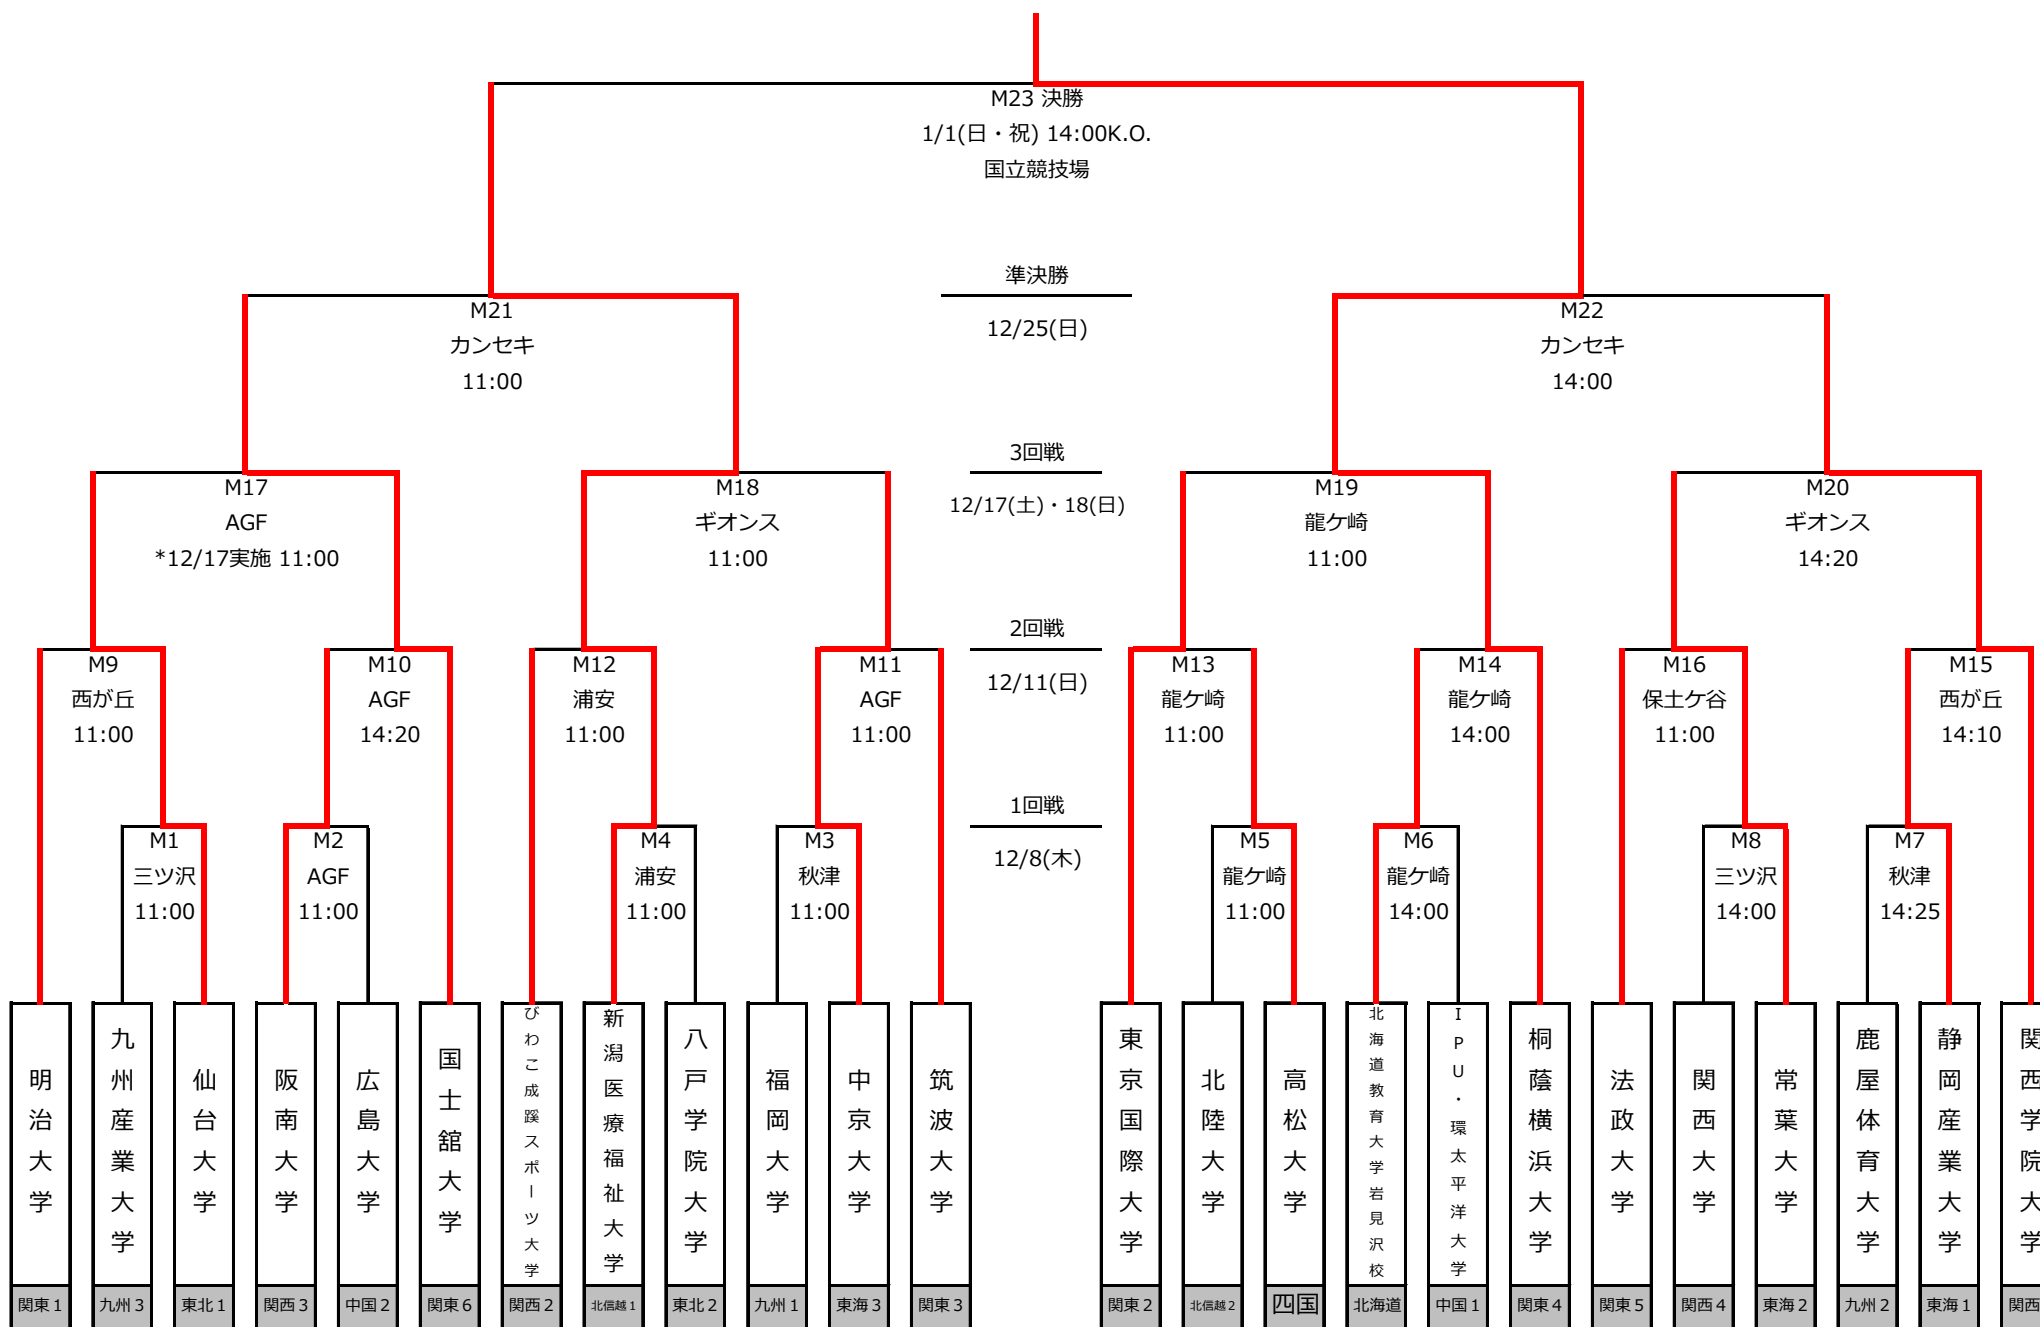 M23 決勝
1/1(日・祝) 14:00K.O.
国立競技場
準決勝
12/25(日)
M21
カンセキ
11:00
M22
カンセキ
14:00
3回戦
12/17(土)・18(日)
M17
AGF
*12/17実施 11:00
M18
ギオンス
11:00
M19
龍ケ崎
11:00
M20
ギオンス
14:20
2回戦
12/11(日)
M9
西が丘
11:00
M10
AGF
14:20
M12
浦安
11:00
M11
AGF
11:00
M13
龍ケ崎
11:00
M14
龍ケ崎
14:00
M16
保土ケ谷
11:00
M15
西が丘
14:10
1回戦
12/8(木)
M1
三ツ沢
11:00
M2
AGF
11:00
M4
浦安
11:00
M3
秋津
11:00
M5
龍ケ崎
11:00
M6
龍ケ崎
14:00
M8
三ツ沢
14:00
M7
秋津
14:25
明治大学
九州産業大学
仙台大学
阪南大学
広島大学
国士舘大学
びわこ成蹊スポーツ大学
新潟医療福祉大学
八戸学院大学
福岡大学
中京大学
筑波大学
東京国際大学
北陸大学
高松大学
北海道教育大学岩見沢校
IPU・環太平洋大学
桐蔭横浜大学
法政大学
関西大学
常葉大学
鹿屋体育大学
静岡産業大学
関西学院大学
関東1
九州3
東北1
関西3
中国2
関東6
関西2
北信越1
東北2
九州1
東海3
関東3
関東2
北信越2
四国
北海道
中国1
関東4
関東5
関西4
東海2
九州2
東海1
関西